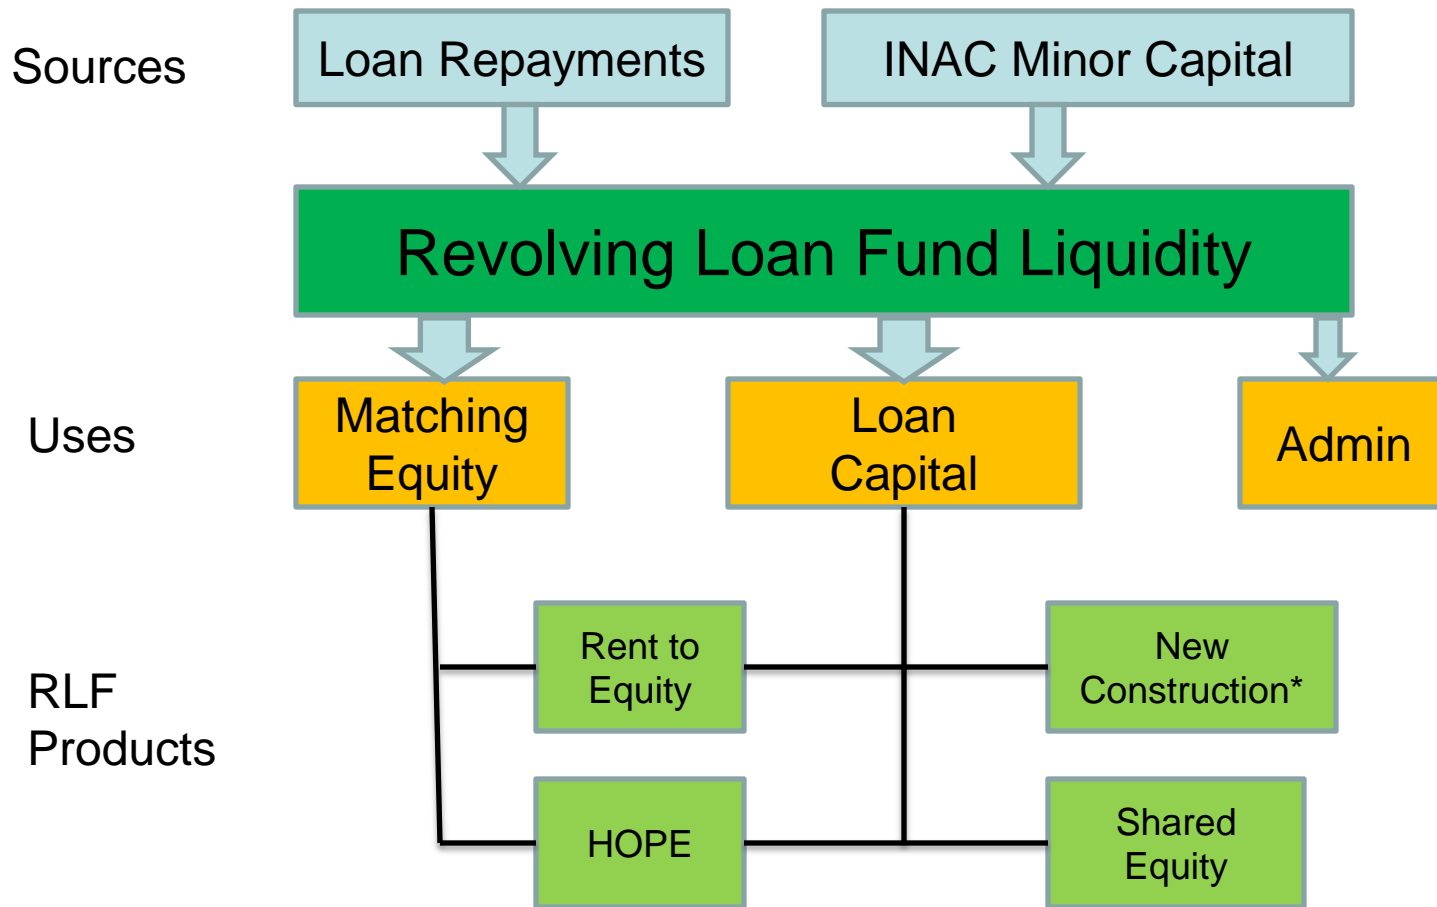 Sources
Loan Repayments
INAC Minor Capital
Revolving Loan Fund Liquidity
Uses
Matching
Equity
Loan
Capital
Admin
RLF
Products
Rent to
Equity
New
Construction*
HOPE
Shared
Equity